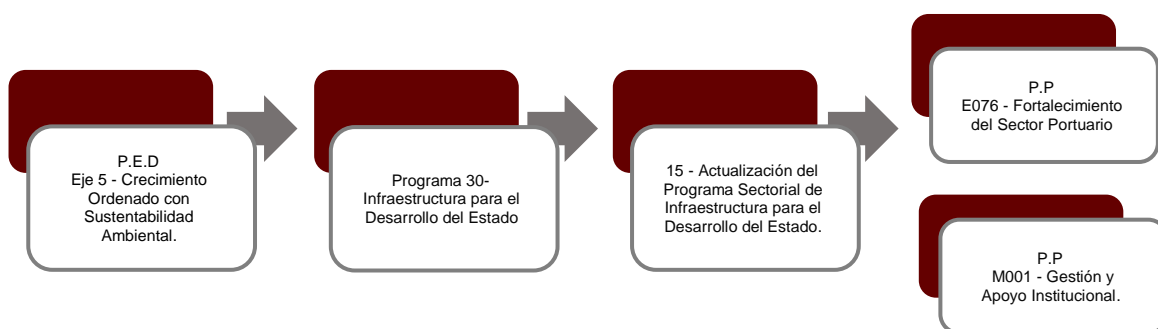 P.E.D
Eje 5 - Crecimiento
Ordenado con
Sustentabilidad
Ambiental.
Programa 30-
Infraestructura para el
Desarrollo del Estado
15 - Actualización del
Programa Sectorial de
Infraestructura para el
Desarrollo del Estado.
P.P
E076 - Fortalecimiento
del Sector Portuario
P.P
M001 - Gestión y
Apoyo Institucional.